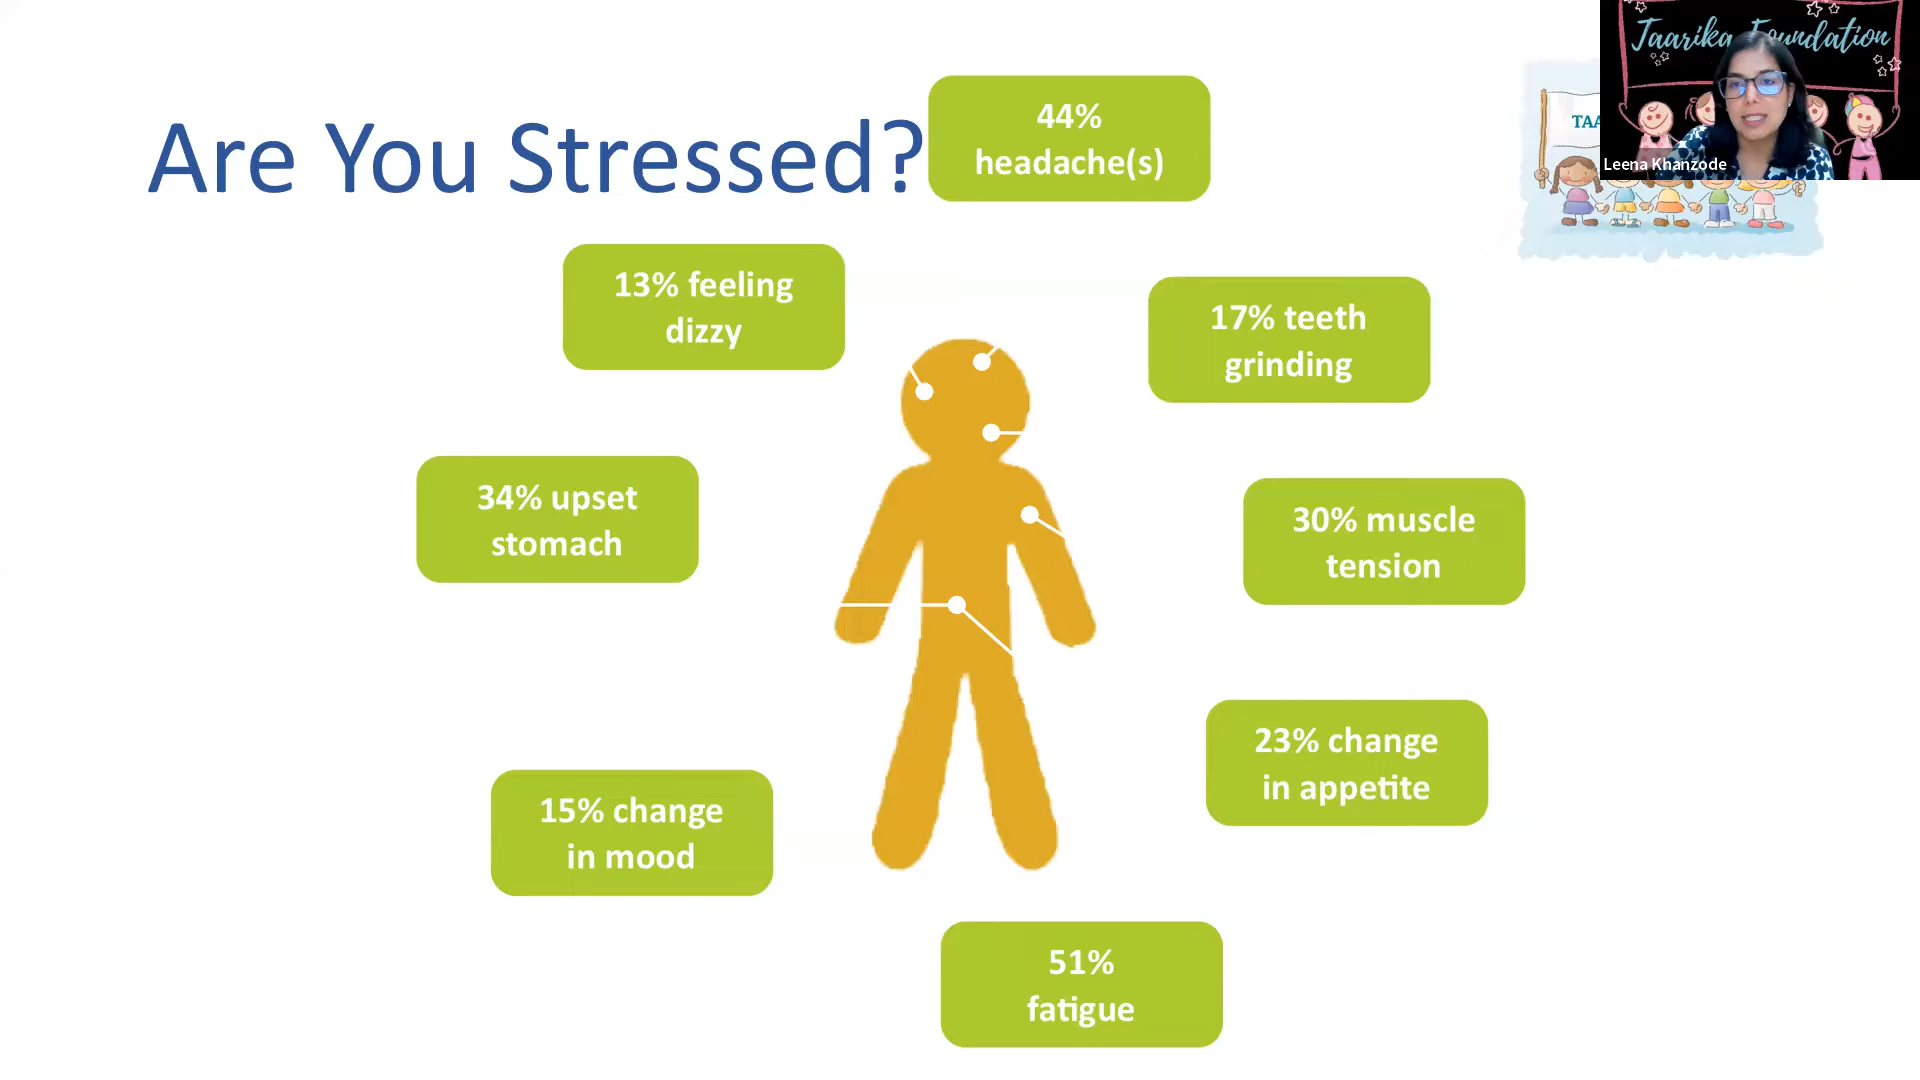 Are You Stressed?
44%
headache(s)
Taarika Foundation
TAA
Leena Khanzode
13% feeling
dizzy
17% teeth
grinding
34% upset
stomach
30% muscle
tension
23% change
in appetite
15% change
in mood
51%
fatigue